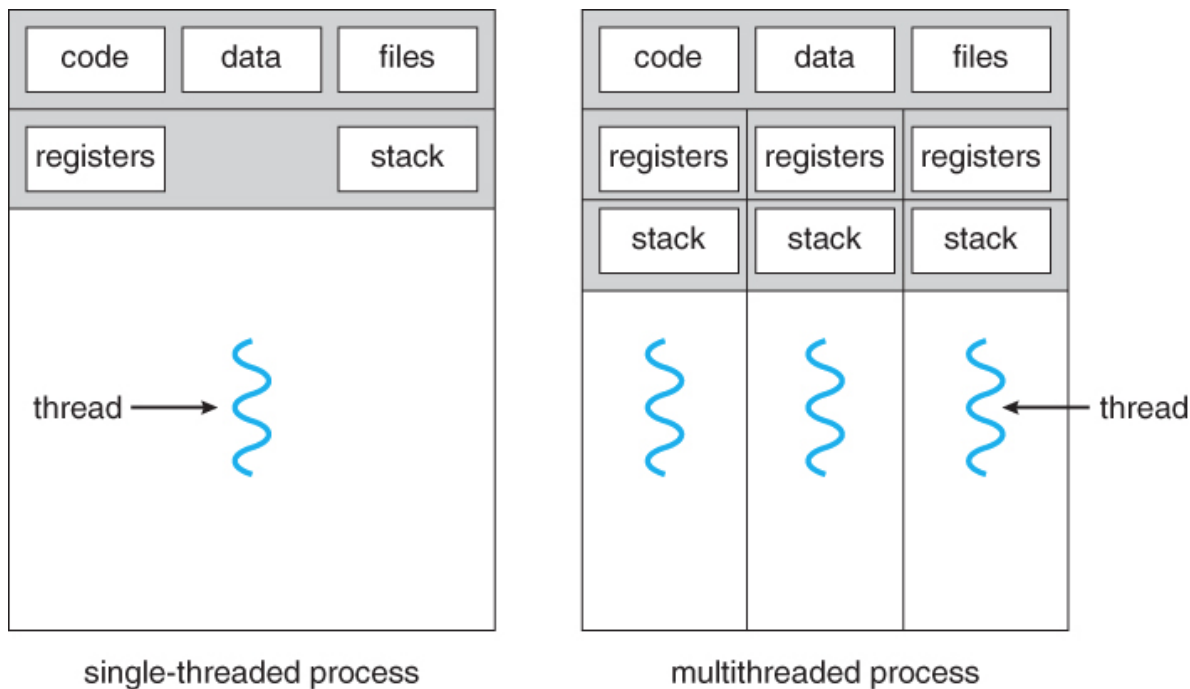 code data files code data files
registers stack registers registers registers
stack stack stack
thread thread
single-threaded process multithreaded process